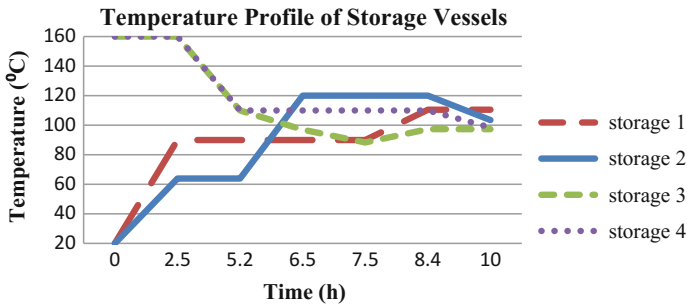 Temperature Profile of Storage Vessels
Temperature (⁰C)
160
140
120
100
80
60
40
20
0 2.5 5.2 6.5 7.5 8.4 10
Time (h)
storage 1
storage 2
storage 3
storage 4